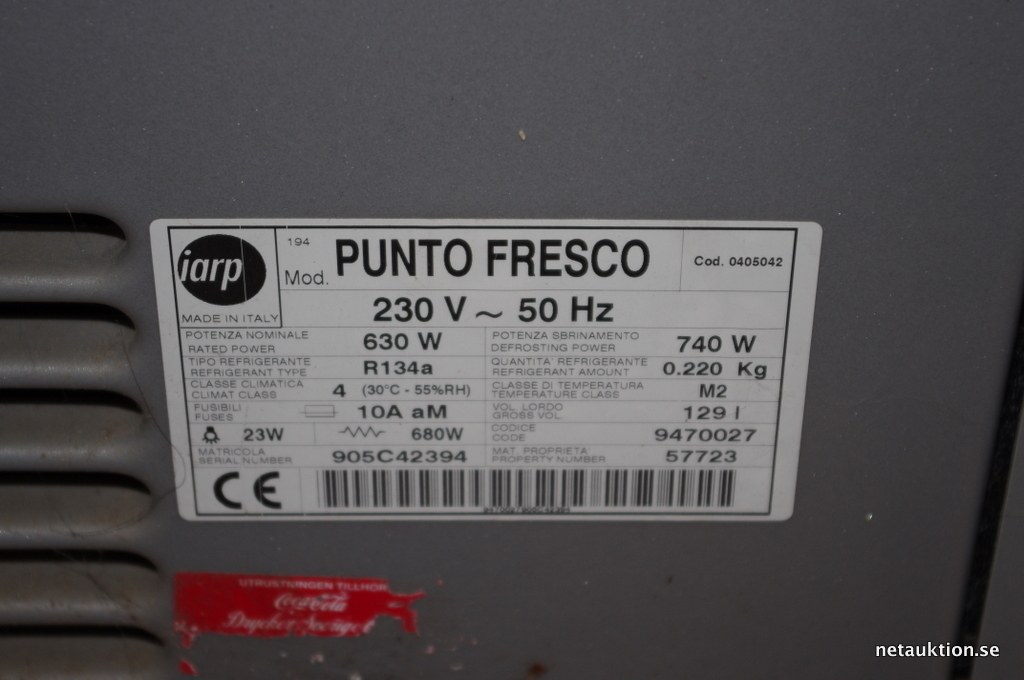 iarp
MADE IN ITALY
194
Mod. PUNTO FRESCO
Cod. 0405042
230 V ~ 50 Hz
POTENZA NOMINALE
RATED POWER 630 W
POTENZA SBRINAMENTO
DEFROSTING POWER 740 W
TIPO REFRIGERANTE
REFRIGERANT TYPE R134a
QUANTITA' REFRIGERANTE
REFRIGERANT AMOUNT 0.220 Kg
CLASSE CLIMATICA
CLIMAT CLASS 4 (30°C - 55%RH)
CLASSE DI TEMPERATURA
TEMPERATURE CLASS M2
FUSIBILI
FUSES 10A aM
VOL. LORDO
GROSS VOL. 129 l
23W 680W
CODICE
CODE 9470027
MATRICOLA
SERIAL NUMBER 905C42394
MAT. PROPRIETA
PROPERTY NUMBER 57723
CE
9470027905C42394
UTRUSTNINGEN TILLHÖR
Coca-Cola
Drycker Sverige
netauktion.se